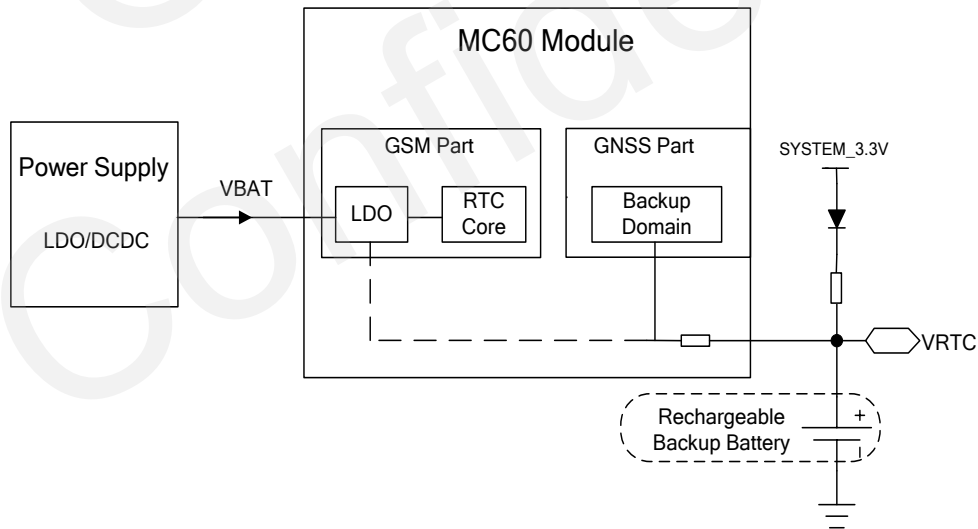 MC60 Module
GSM Part
GNSS Part
SYSTEM_3.3V
Power Supply
LDO/DCDC
VBAT
LDO
RTC
Core
Backup
Domain
VRTC
Rechargeable
Backup Battery
+